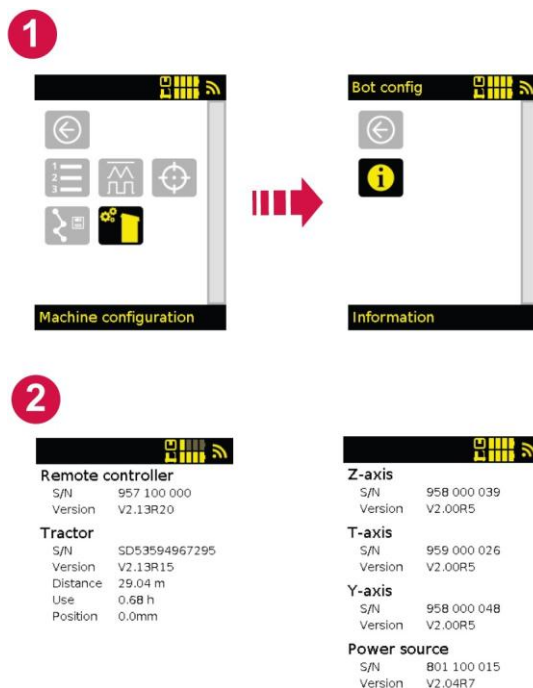 1
Bot config
1
2
3
i
Machine configuration
Information
2
Remote controller
S/N 957 100 000
Version V2.13R20
Tractor
S/N SD53594967295
Version V2.13R15
Distance 29.04 m
Use 0.68 h
Position 0.0mm
Z-axis
S/N 958 000 039
Version V2.00R5
T-axis
S/N 959 000 026
Version V2.00R5
Y-axis
S/N 958 000 048
Version V2.00R5
Power source
S/N 801 100 015
Version V2.04R7